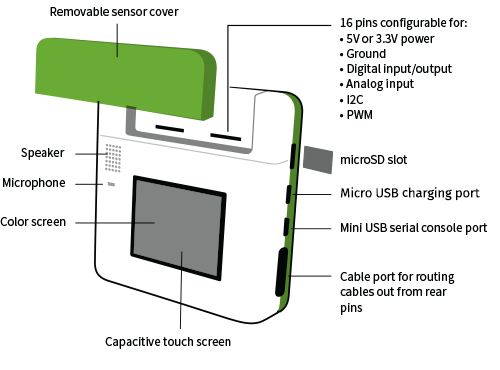 Removable sensor cover
16 pins configurable for:
• 5V or 3.3V power
• Ground
• Digital input/output
• Analog input
• I2C
• PWM
Speaker
microSD slot
Microphone
Micro USB charging port
Color screen
Mini USB serial console port
Cable port for routing
cables out from rear
pins
Capacitive touch screen